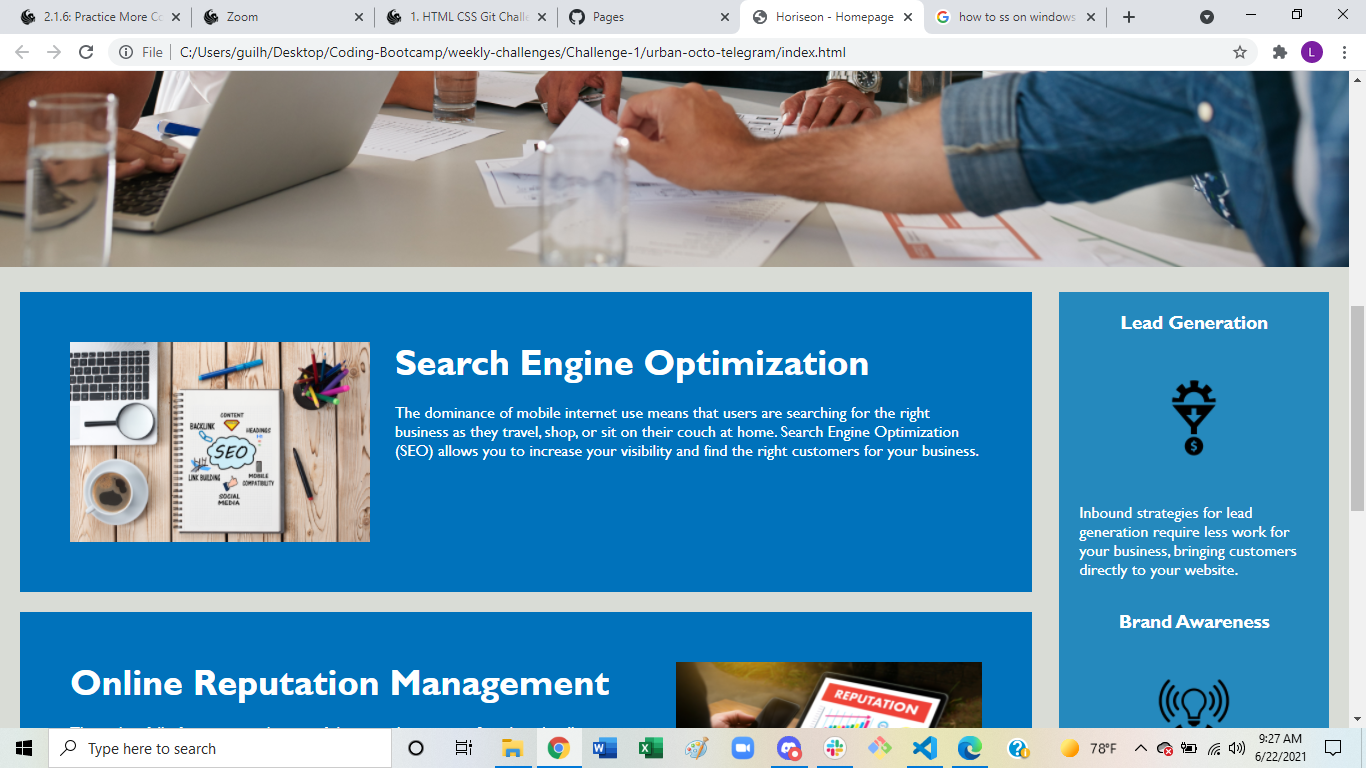 2.1.6: Practice More Co
Zoom
1. HTML CSS Git Challe
Pages
Horiseon - Homepage
how to ss on windows
File
C:/Users/guilh/Desktop/Coding-Bootcamp/weekly-challenges/Challenge-1/urban-octo-telegram/index.html
L
Search Engine Optimization
The dominance of mobile internet use means that users are searching for the right
business as they travel, shop, or sit on their couch at home. Search Engine Optimization
(SEO) allows you to increase your visibility and find the right customers for your business.
CONTENT
BACKLINK
HEADINGS
SEO
LINK BUILDING
MOBILE
COMPATIBILITY
SOCIAL
MEDIA
Lead Generation
$
Inbound strategies for lead
generation require less work for
your business, bringing customers
directly to your website.
Brand Awareness
Online Reputation Management
REPUTATION
Type here to search
78°F
9:27 AM
6/22/2021